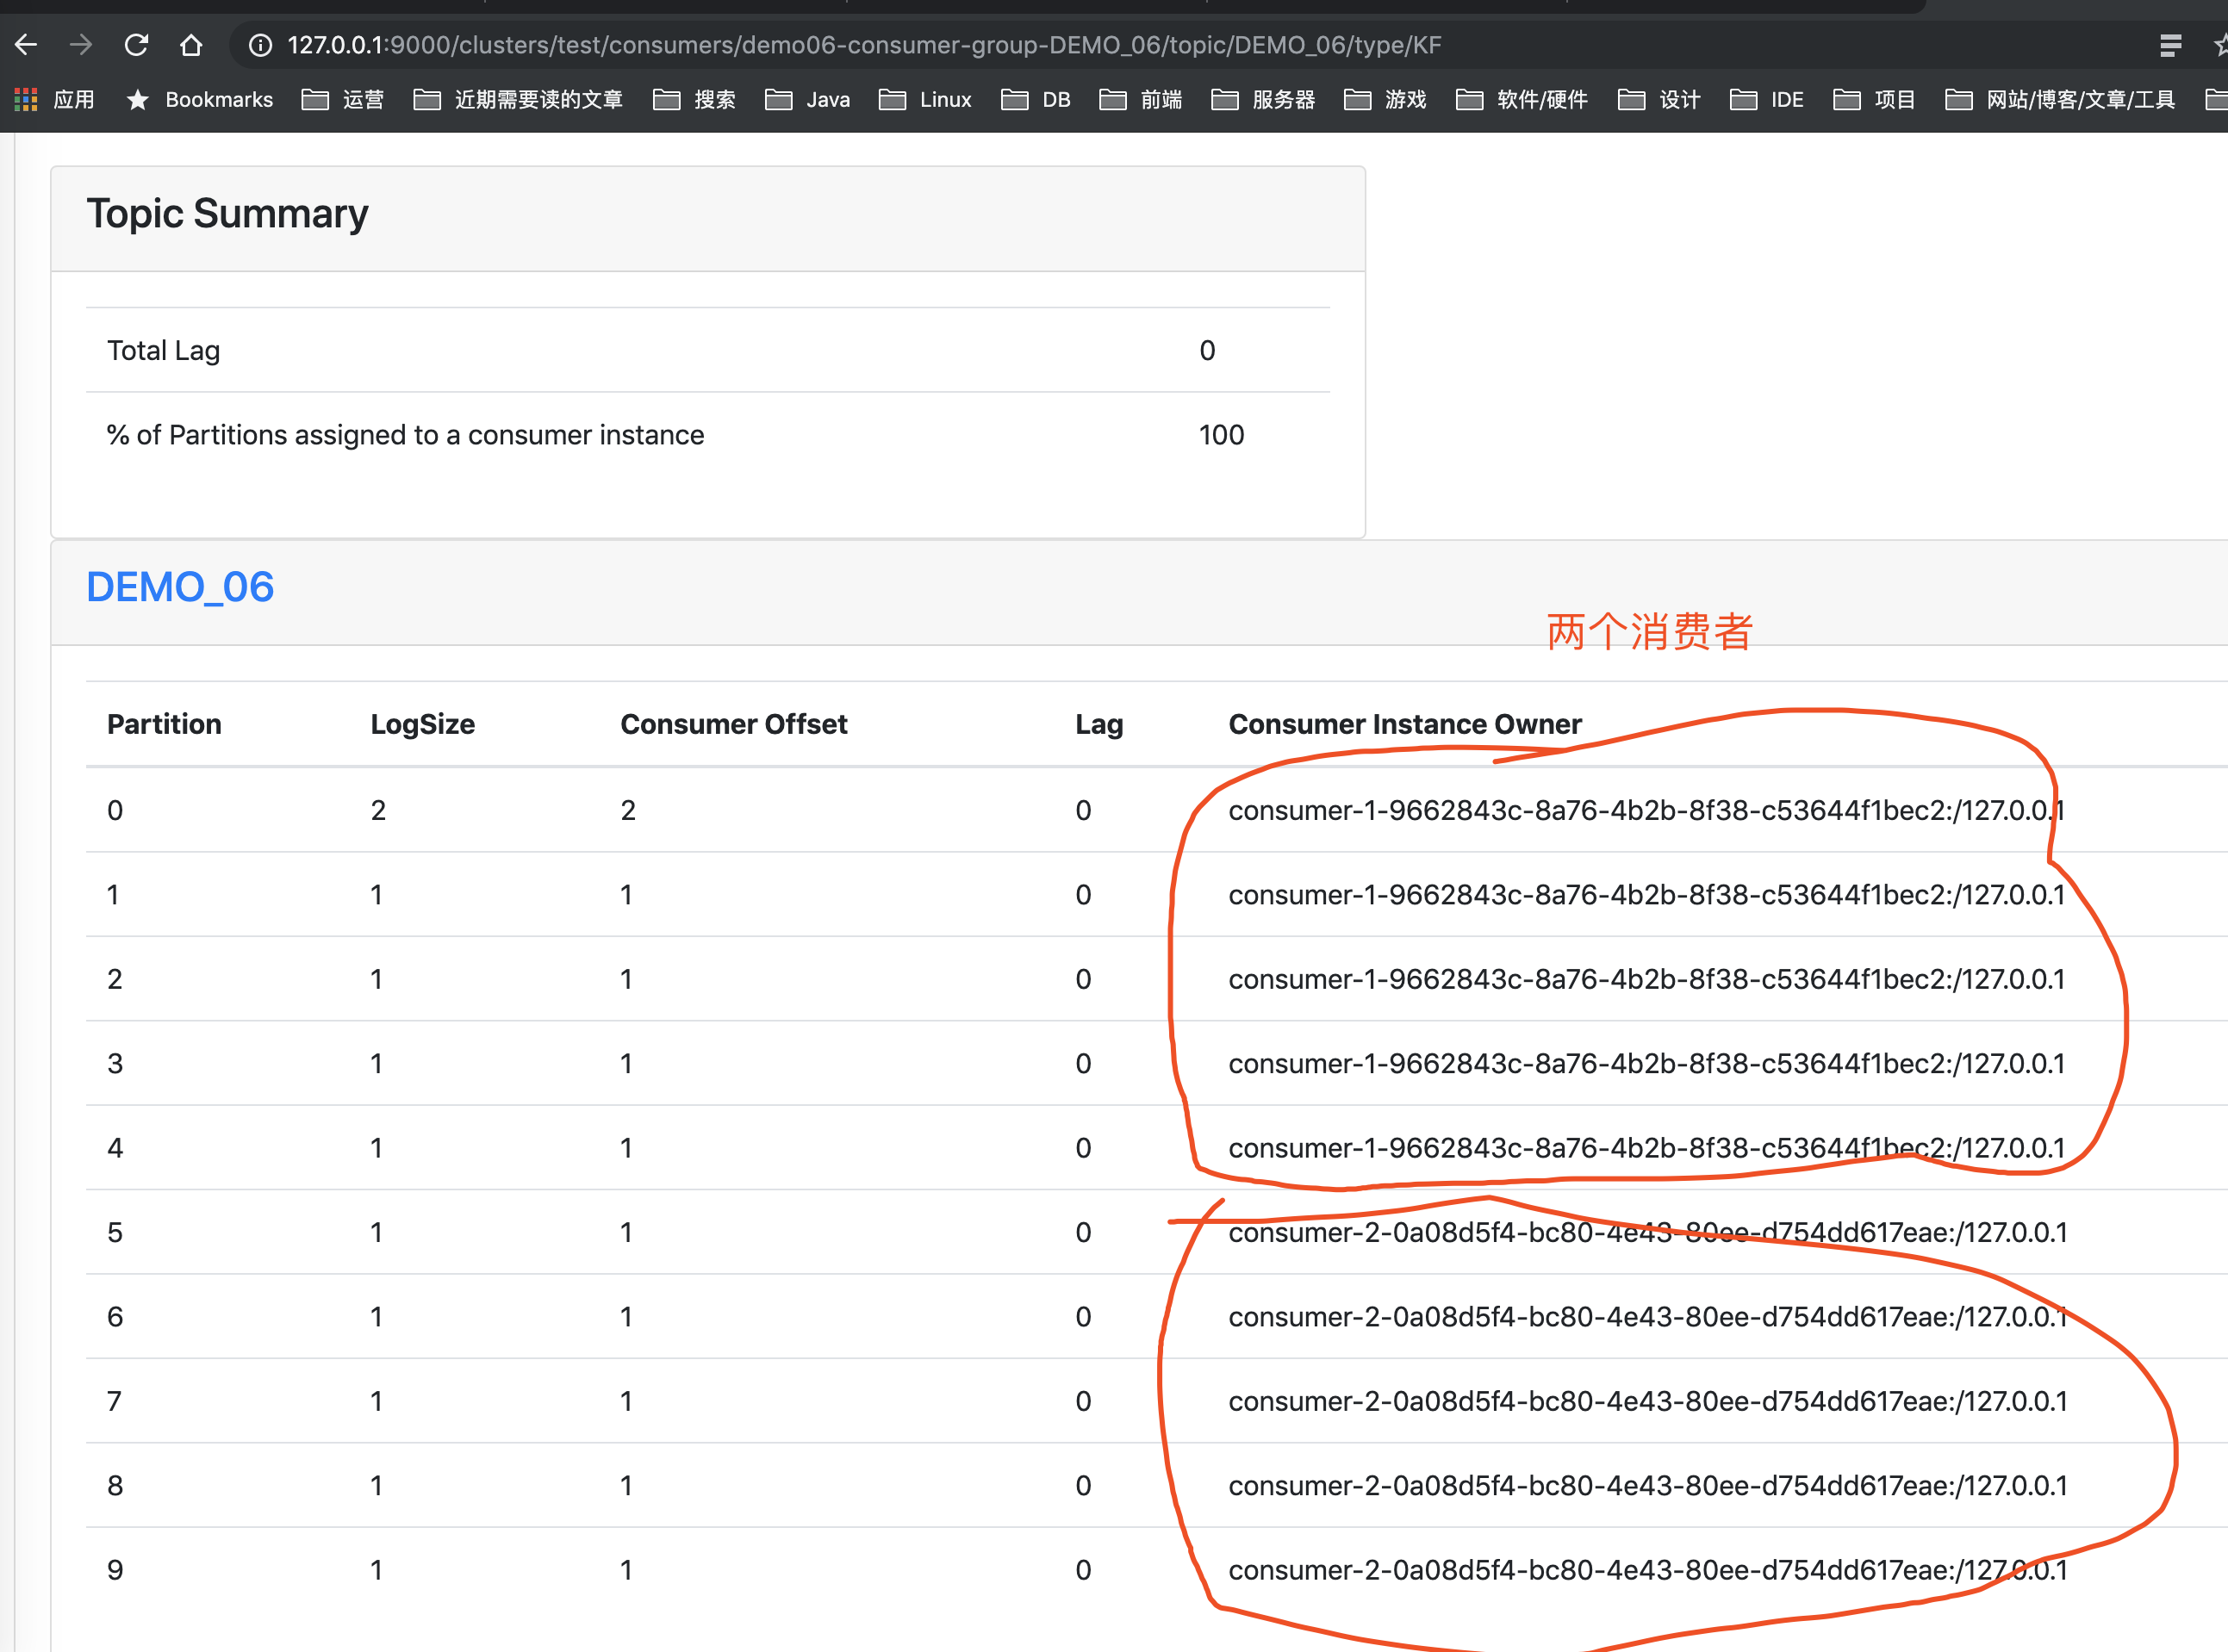 127.0.0.1:9000/clusters/test/consumers/demo06-consumer-group-DEMO_06/topic/DEMO_06/type/KF
应用 Bookmarks 运营 近期需要读的文章 搜索 Java Linux DB 前端 服务器 游戏 软件/硬件 设计 IDE 项目 网站/博客/文章/工具
Topic Summary
Total Lag 0
% of Partitions assigned to a consumer instance 100
DEMO_06
两个消费者
Partition LogSize Consumer Offset Lag Consumer Instance Owner
0 2 2 0 consumer-1-9662843c-8a76-4b2b-8f38-c53644f1bec2:/127.0.0.1
1 1 1 0 consumer-1-9662843c-8a76-4b2b-8f38-c53644f1bec2:/127.0.0.1
2 1 1 0 consumer-1-9662843c-8a76-4b2b-8f38-c53644f1bec2:/127.0.0.1
3 1 1 0 consumer-1-9662843c-8a76-4b2b-8f38-c53644f1bec2:/127.0.0.1
4 1 1 0 consumer-1-9662843c-8a76-4b2b-8f38-c53644f1bec2:/127.0.0.1
5 1 1 0 consumer-2-0a08d5f4-bc80-4e43-80ee-d754dd617eae:/127.0.0.1
6 1 1 0 consumer-2-0a08d5f4-bc80-4e43-80ee-d754dd617eae:/127.0.0.1
7 1 1 0 consumer-2-0a08d5f4-bc80-4e43-80ee-d754dd617eae:/127.0.0.1
8 1 1 0 consumer-2-0a08d5f4-bc80-4e43-80ee-d754dd617eae:/127.0.0.1
9 1 1 0 consumer-2-0a08d5f4-bc80-4e43-80ee-d754dd617eae:/127.0.0.1